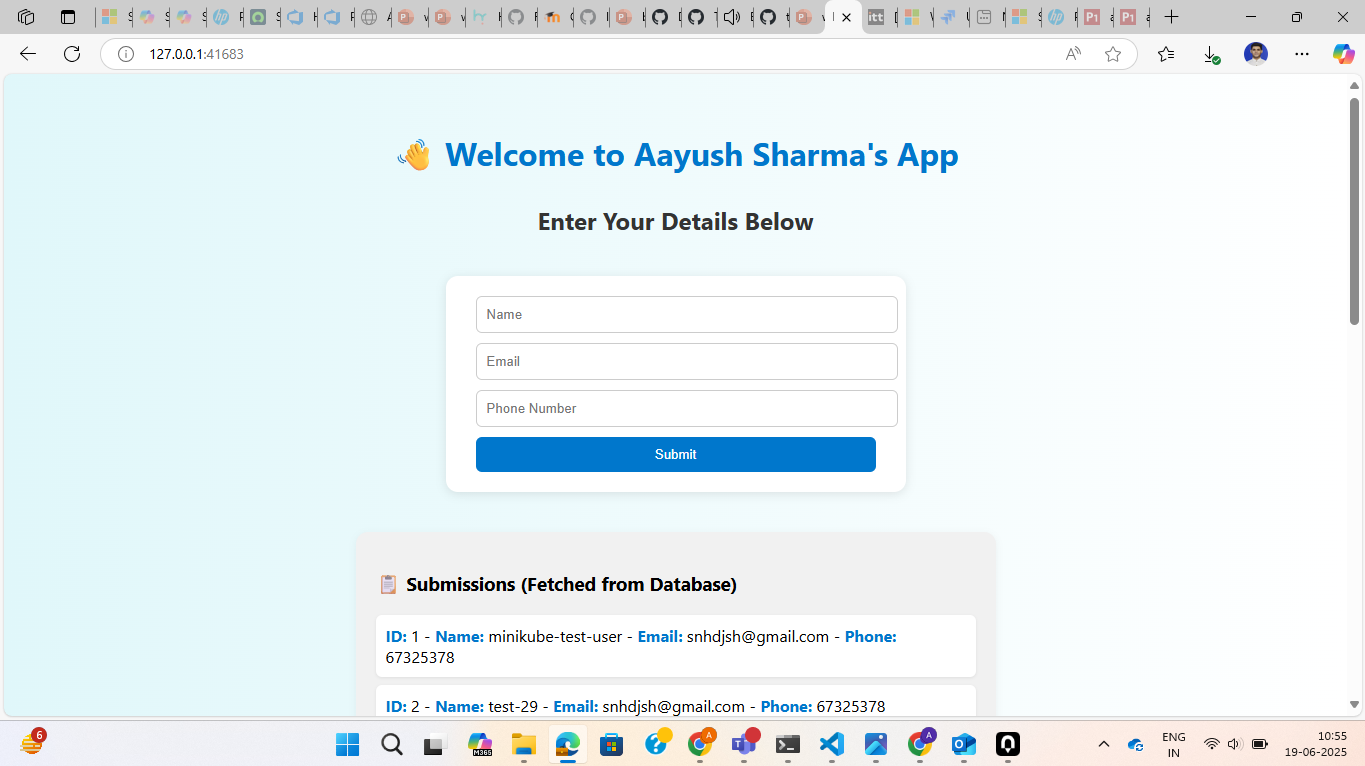 127.0.0.1:41683
Welcome to Aayush Sharma's App
Enter Your Details Below
Name
Email
Phone Number
Submit
Submissions (Fetched from Database)
ID: 1 - Name: minikube-test-user - Email: snhdjsh@gmail.com - Phone:
67325378
ID: 2 - Name: test-29 - Email: snhdjsh@gmail.com - Phone: 67325378
6
M365
A
A
ENG
IN
10:55
19-06-2025